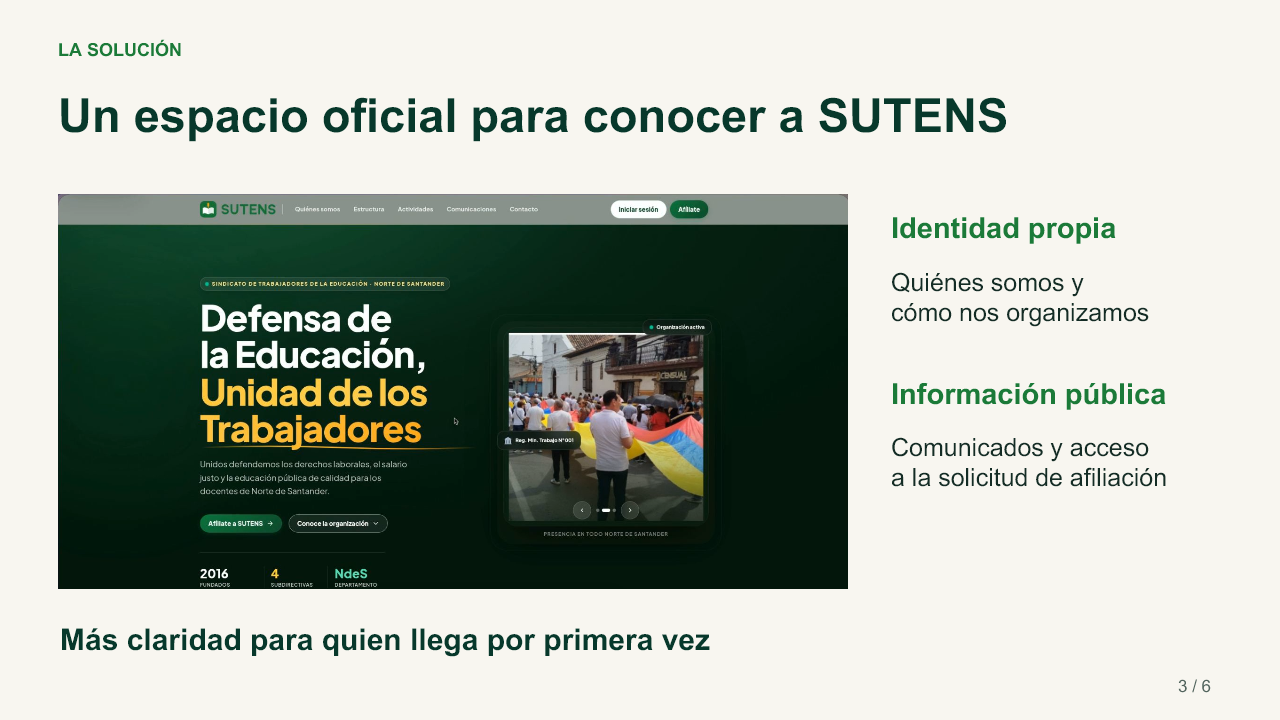 LA SOLUCIÓN
Un espacio oficial para conocer a SUTENS
SUTENS
Quiénes somos
Estructura
Actividades
Comunicaciones
Contacto
Iniciar sesión
Afíliate
SINDICATO DE TRABAJADORES DE LA EDUCACIÓN · NORTE DE SANTANDER
Defensa de
la Educación,
Unidad de los
Trabajadores
Unidos defendemos los derechos laborales, el salario
justo y la educación pública de calidad para los
docentes de Norte de Santander.
Afíliate a SUTENS →
Conoce la organización
2016
FUNDADOS
4
SUBDIRECTIVAS
NdeS
DEPARTAMENTO
Organización activa
Reg. Min. Trabajo N°001
PRESENCIA EN TODO NORTE DE SANTANDER
Identidad propia
Quiénes somos y
cómo nos organizamos
Información pública
Comunicados y acceso
a la solicitud de afiliación
Más claridad para quien llega por primera vez
3 / 6